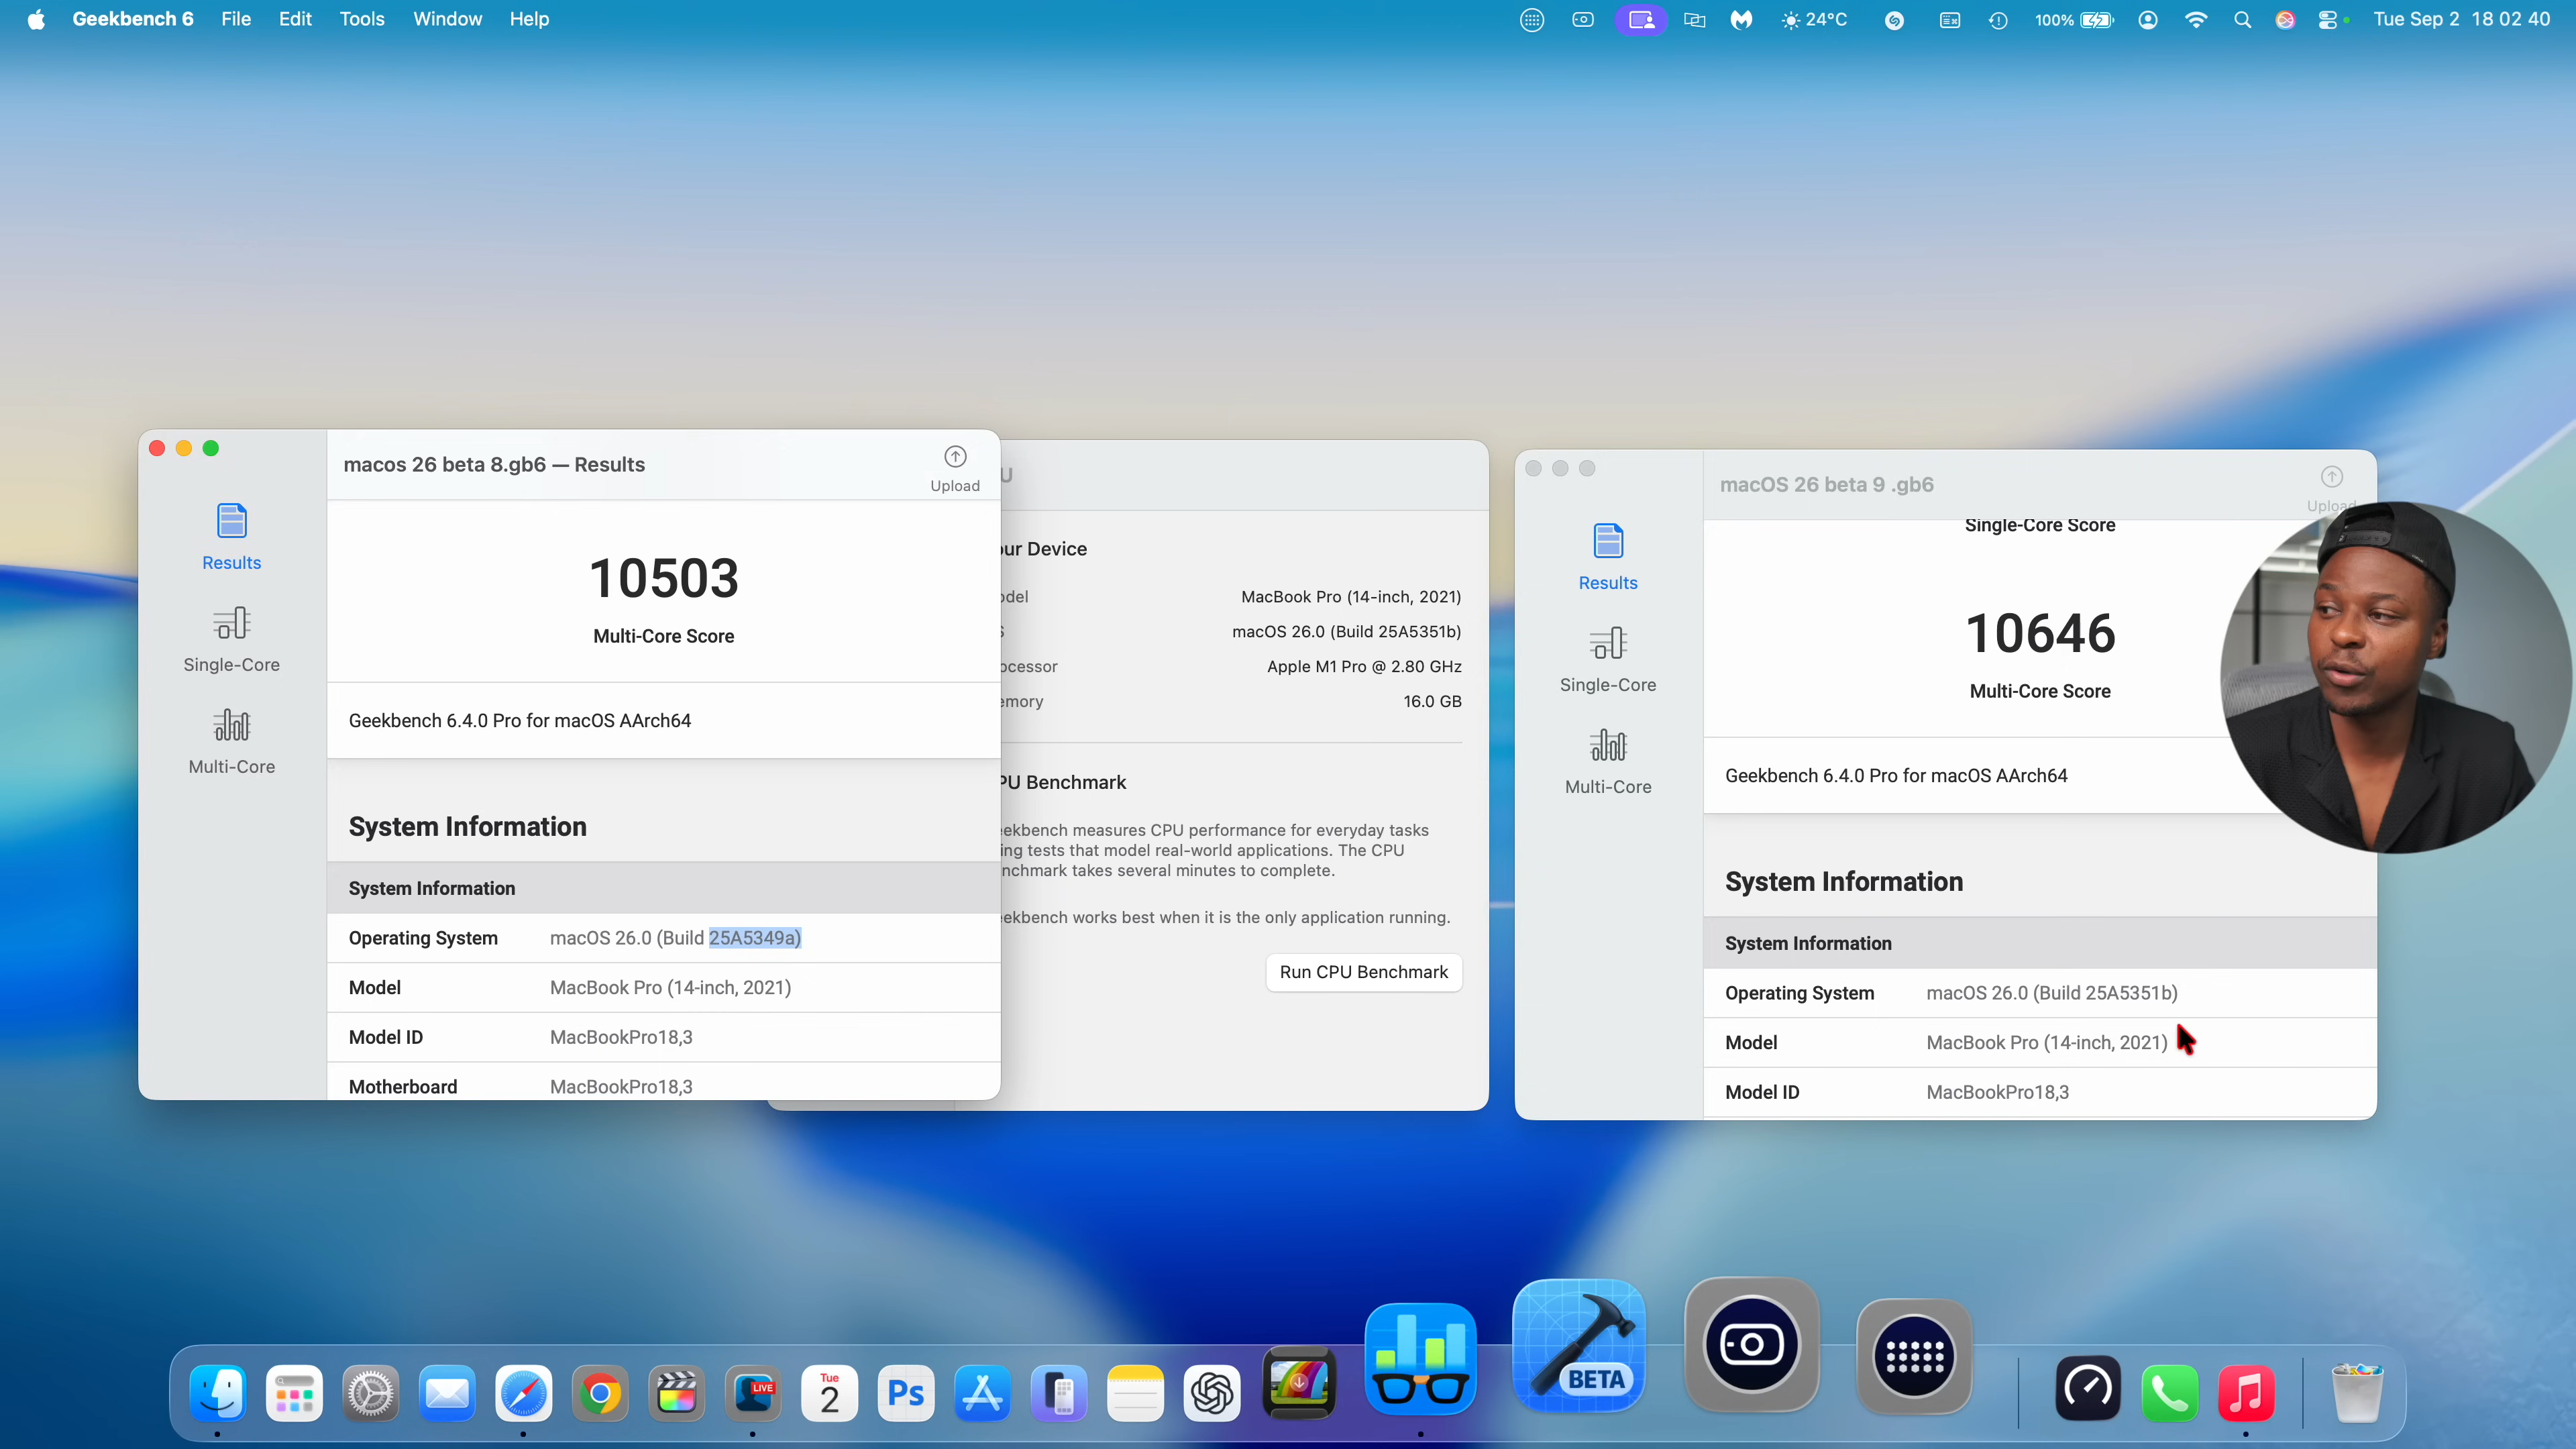 Geekbench 6 File Edit Tools Window Help
24°C 100% Tue Sep 2 18 02 40
macos 26 beta 8.gb6 — Results
Upload
Results
Single-Core
Multi-Core
10503
Multi-Core Score
Geekbench 6.4.0 Pro for macOS AArch64
System Information
System Information
Operating System macOS 26.0 (Build 25A5349a)
Model MacBook Pro (14-inch, 2021)
Model ID MacBookPro18,3
Motherboard MacBookPro18,3
U
our Device
odel MacBook Pro (14-inch, 2021)
S macOS 26.0 (Build 25A5351b)
ocessor Apple M1 Pro @ 2.80 GHz
emory 16.0 GB
PU Benchmark
eekbench measures CPU performance for everyday tasks
ing tests that model real-world applications. The CPU
nchmark takes several minutes to complete.
eekbench works best when it is the only application running.
Run CPU Benchmark
macOS 26 beta 9 .gb6
Upload
Results
Single-Core
Multi-Core
Single-Core Score
10646
Multi-Core Score
Geekbench 6.4.0 Pro for macOS AArch64
System Information
System Information
Operating System macOS 26.0 (Build 25A5351b)
Model MacBook Pro (14-inch, 2021)
Model ID MacBookPro18,3
LIVE
Tue
2
Ps
BETA